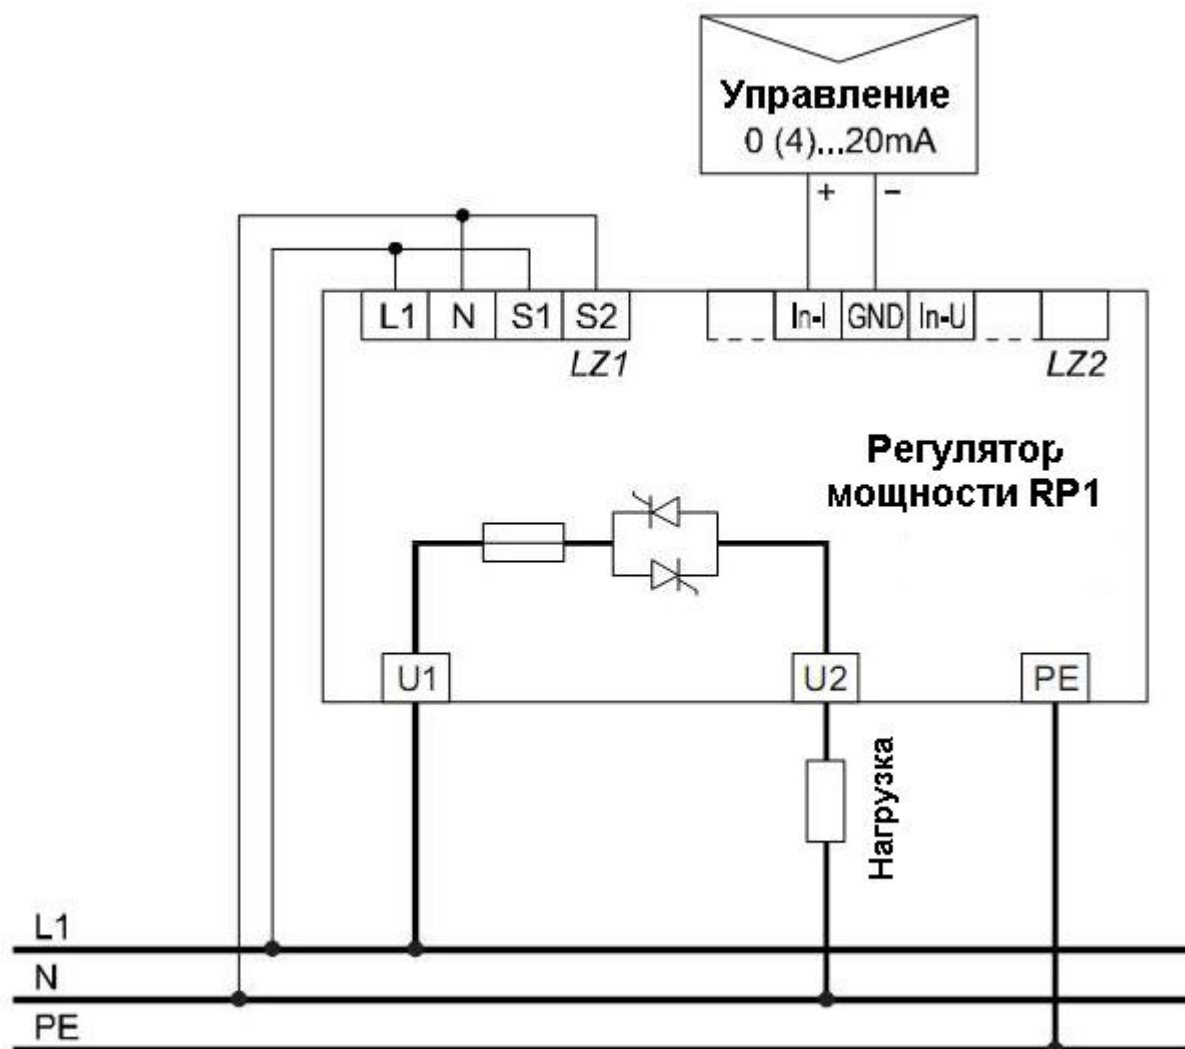 Управление
0 (4)...20mA
+ −
L1 N S1 S2 In-I GND In-U
LZ1 LZ2
Регулятор
мощности RP1
U1 U2 PE
Нагрузка
L1
N
PE